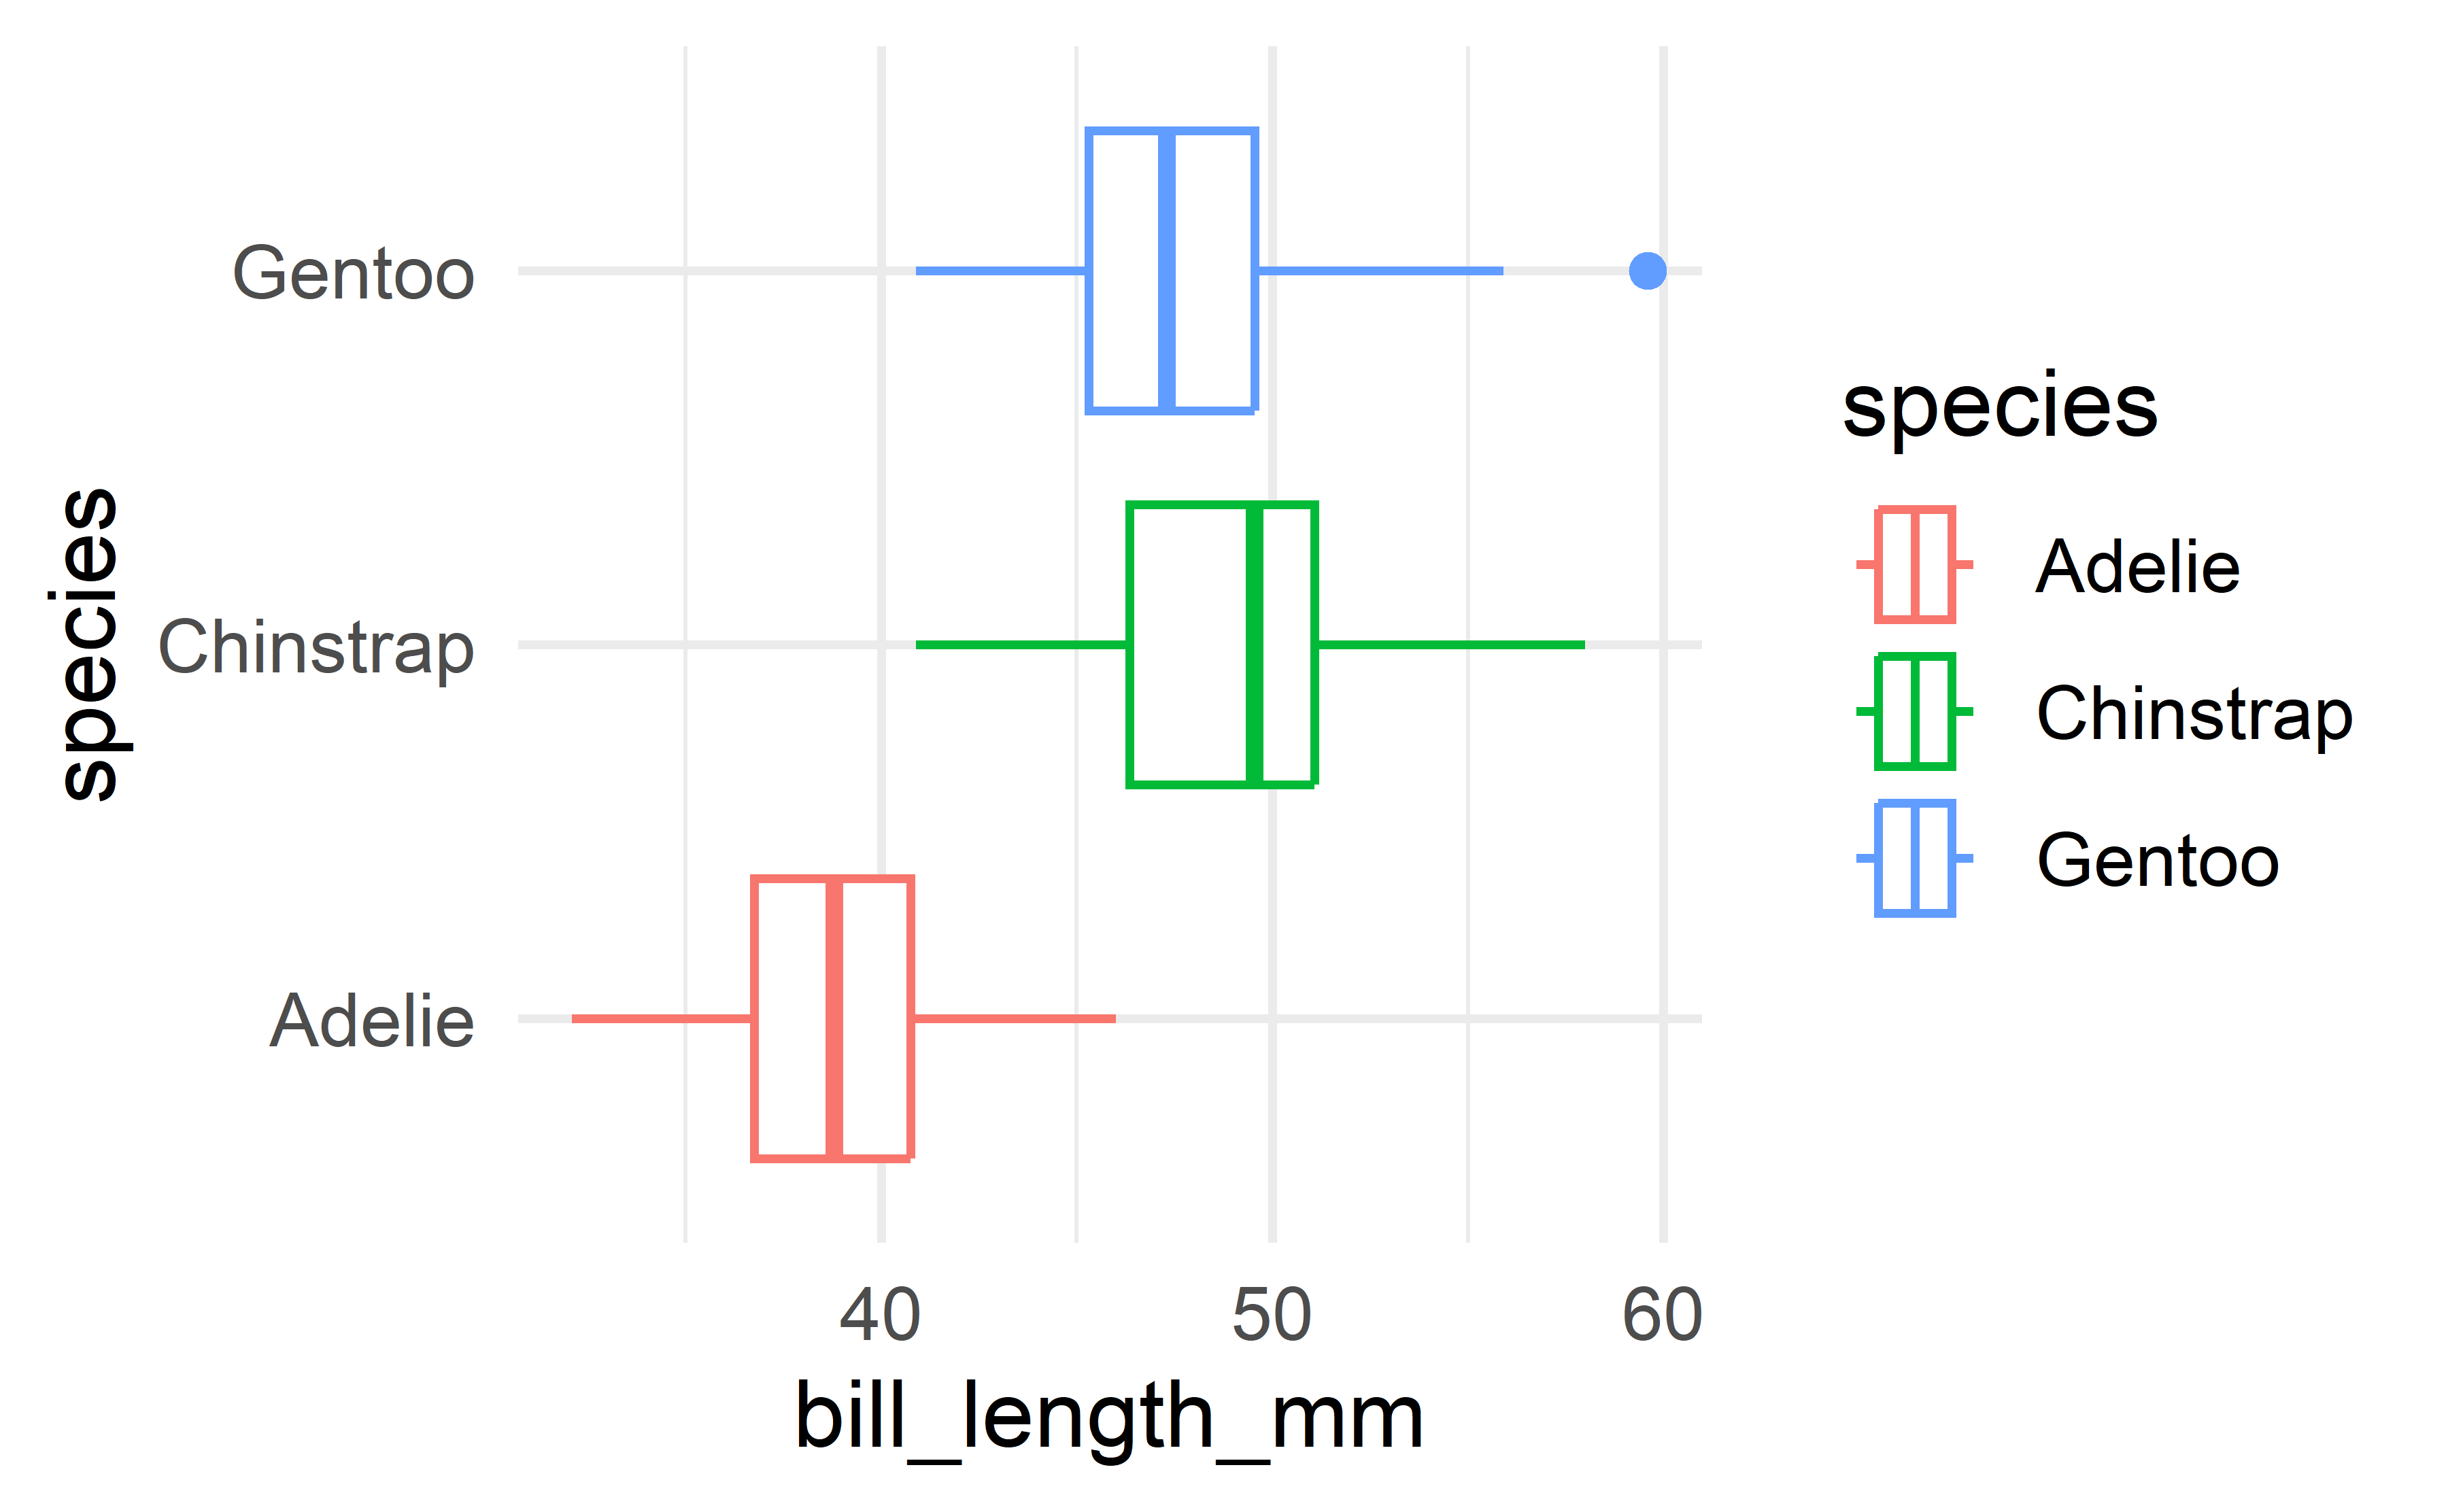 species
Gentoo
Chinstrap
Adelie
40 50 60
bill_length_mm
species
Adelie
Chinstrap
Gentoo